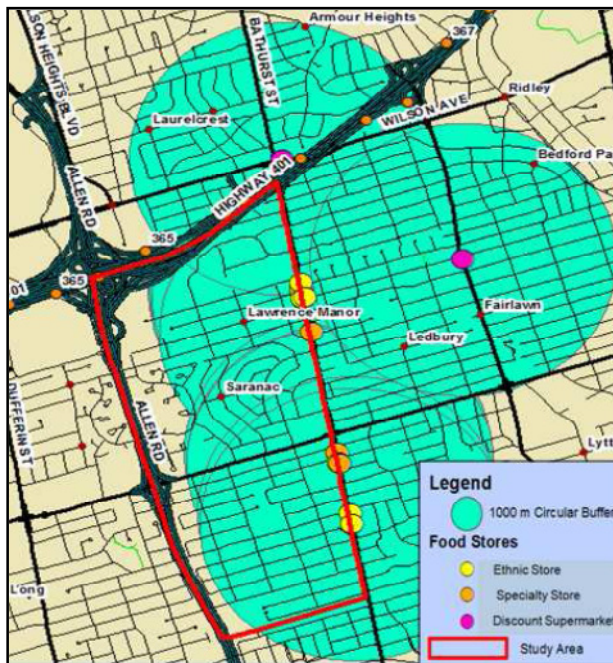 Armour Heights
367
BATHURST ST
Ridley
WILSON AVE
Laurelcrest
Bedford Pa
ALLEN RD
HIGHWAY 401
365
01
365
Lawrence Manor
Fairlawn
Ledbury
Saranac
DUFFERIN ST
ALLEN RD
Lytt
Long
LSON HEIGHTS BLVD
Legend
1000 m Circular Buffer
Food Stores
Ethnic Store
Specialty Store
Discount Supermarket
Study Area